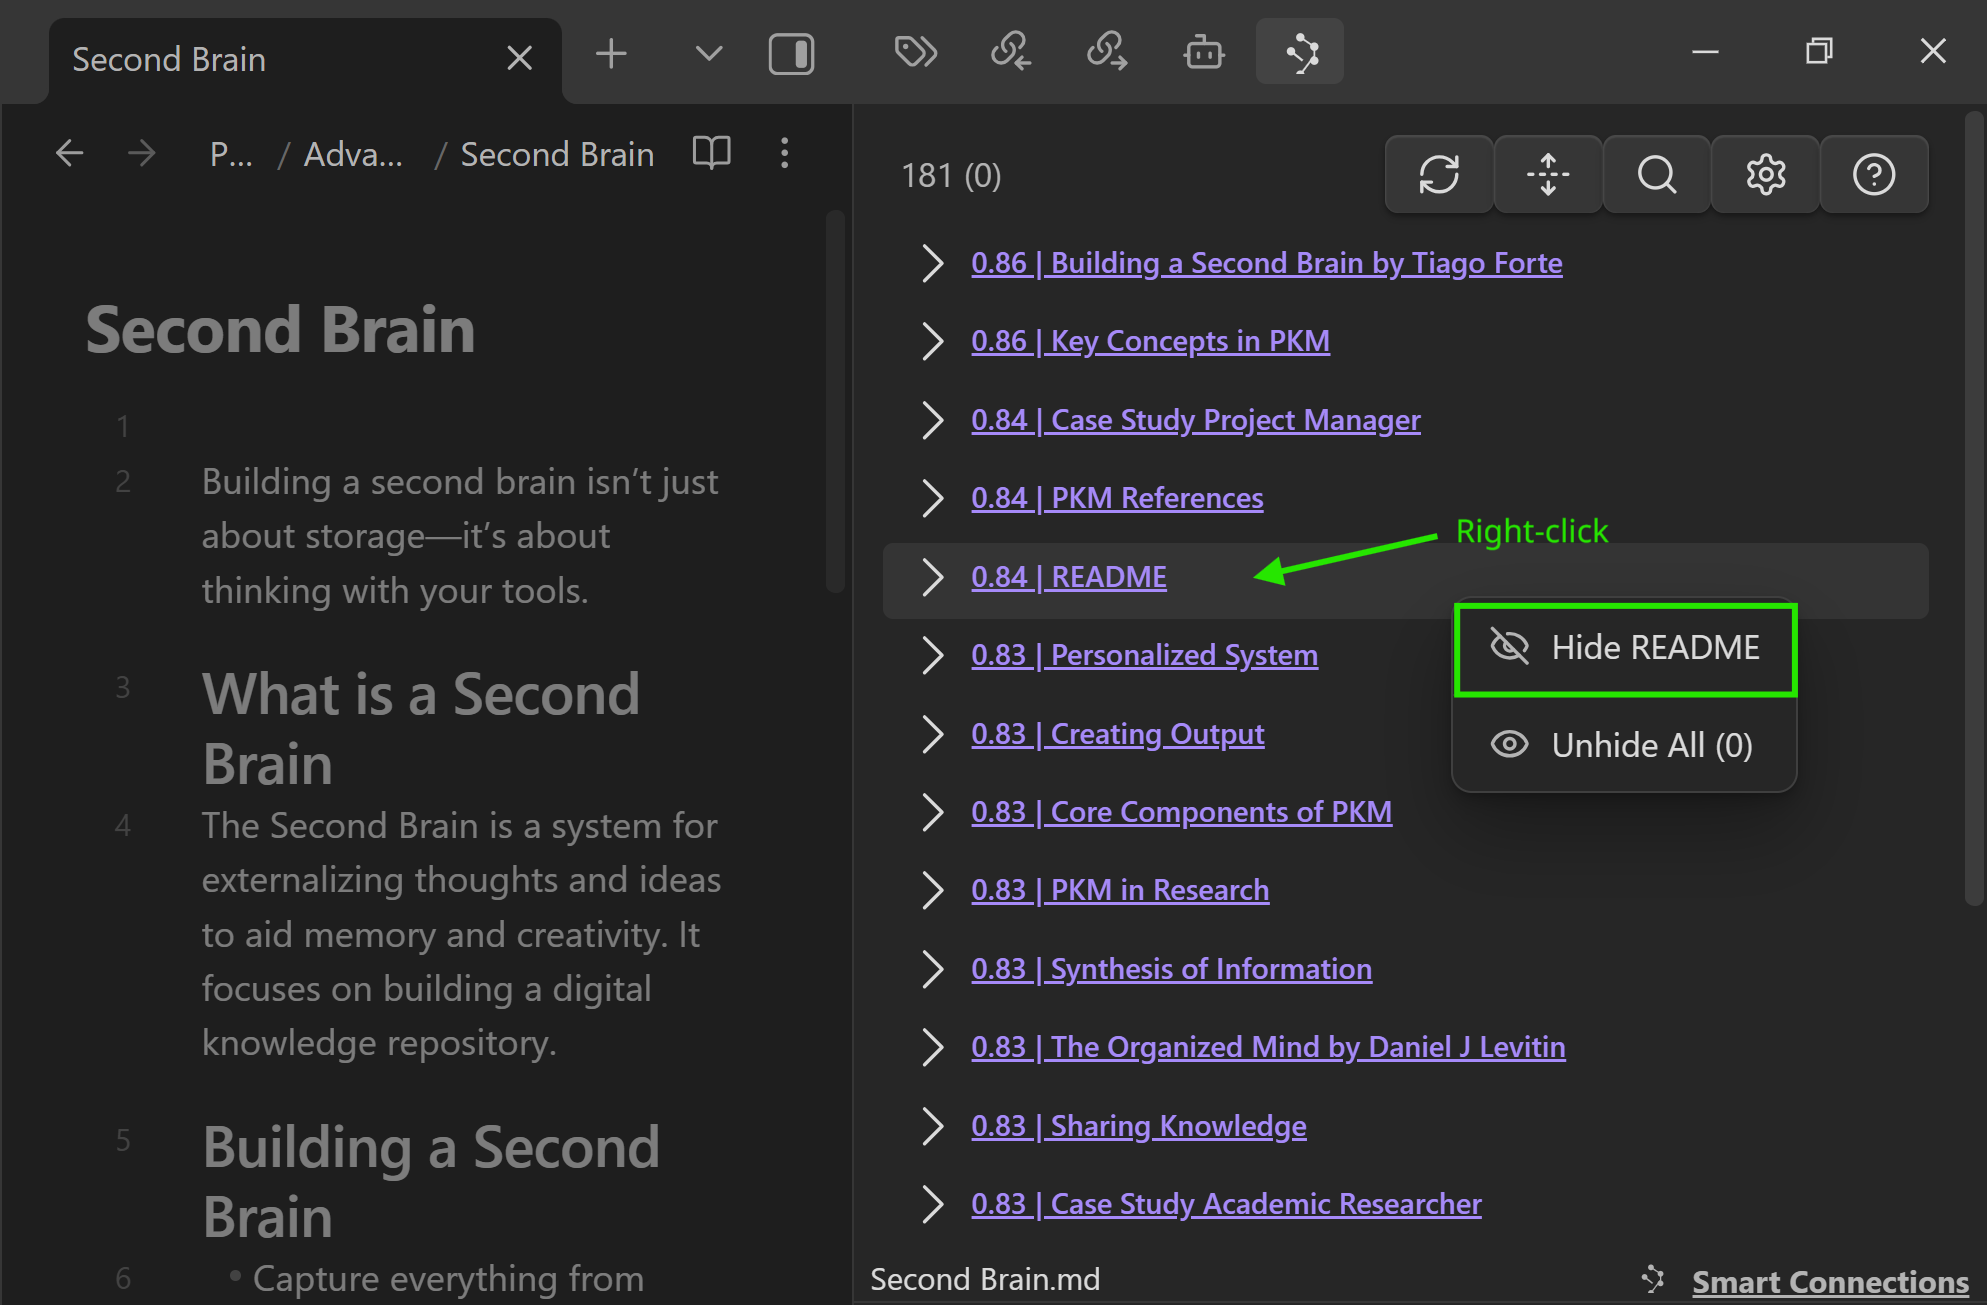 Second Brain
P... / Adva... / Second Brain
Second Brain
1
2 Building a second brain isn’t just
about storage—it’s about
thinking with your tools.
3 What is a Second
Brain
4 The Second Brain is a system for
externalizing thoughts and ideas
to aid memory and creativity. It
focuses on building a digital
knowledge repository.
5 Building a Second
Brain
6 • Capture everything from
181 (0)
0.86 | Building a Second Brain by Tiago Forte
0.86 | Key Concepts in PKM
0.84 | Case Study Project Manager
0.84 | PKM References
Right-click
0.84 | README
Hide README
Unhide All (0)
0.83 | Personalized System
0.83 | Creating Output
0.83 | Core Components of PKM
0.83 | PKM in Research
0.83 | Synthesis of Information
0.83 | The Organized Mind by Daniel J Levitin
0.83 | Sharing Knowledge
0.83 | Case Study Academic Researcher
Second Brain.md
Smart Connections